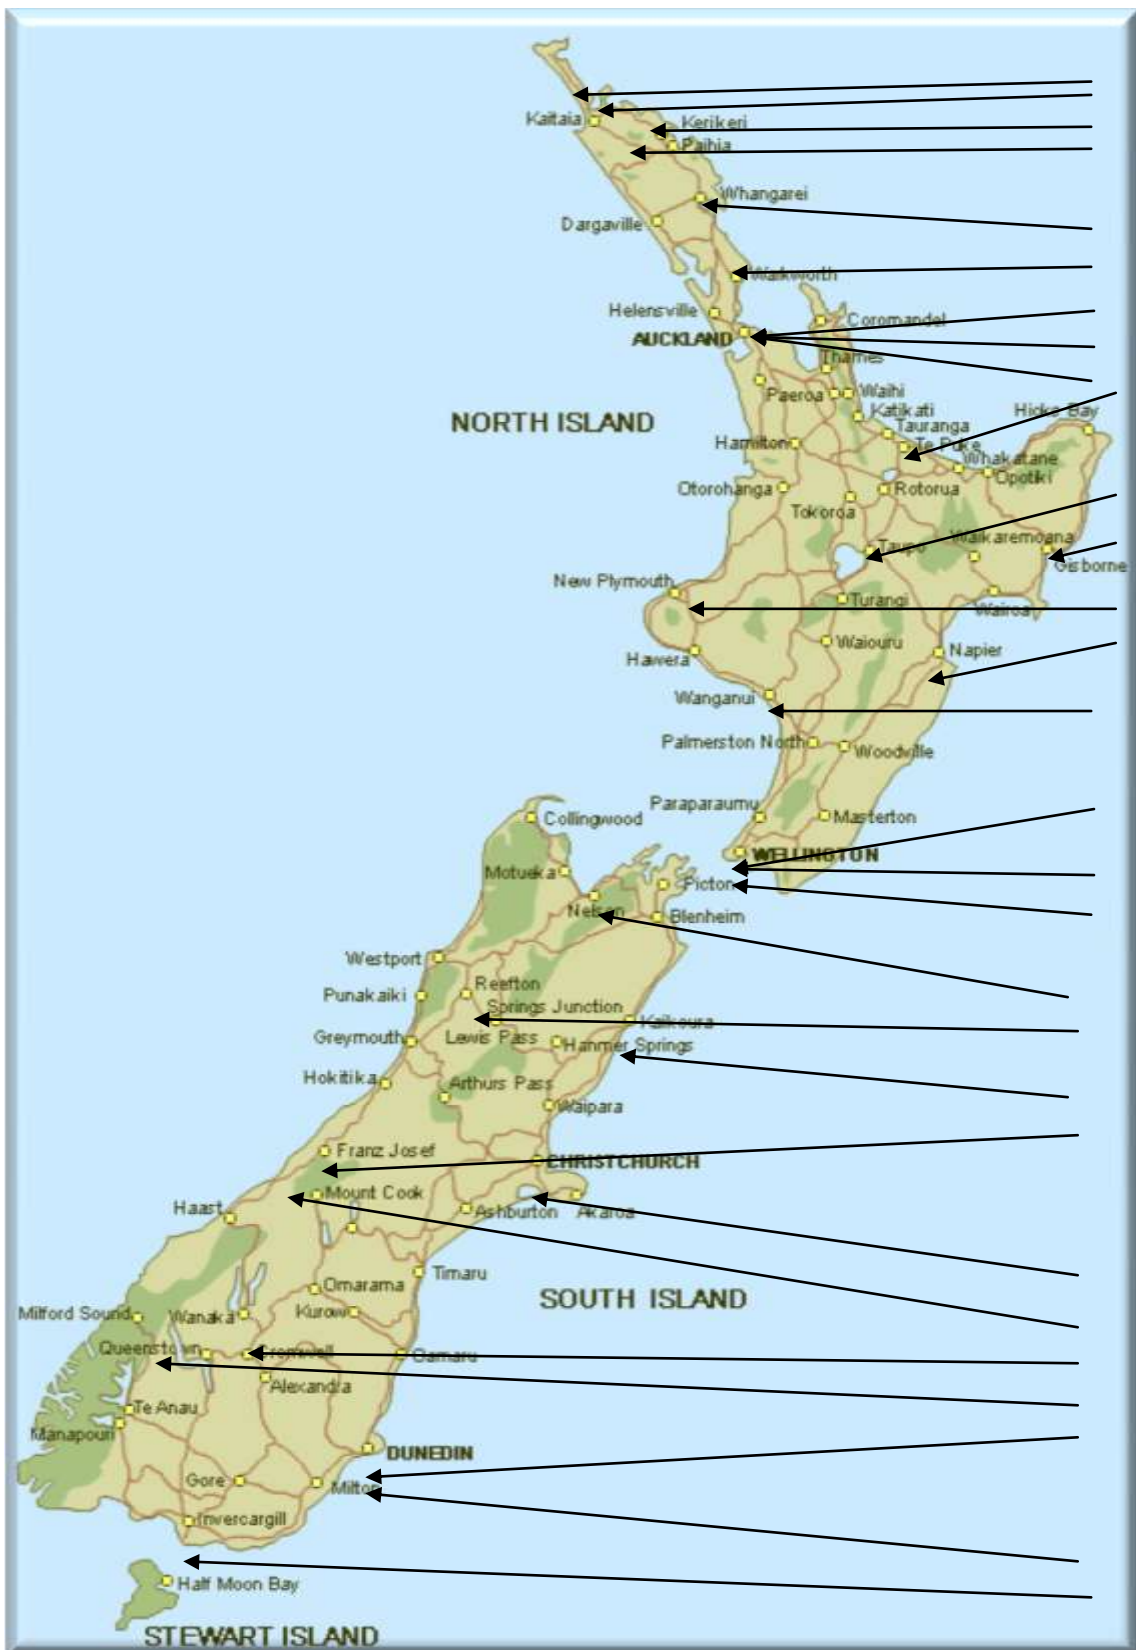 Kaitaia
Kerikeri
Paihia
Whangarei
Dargaville
Warkworth
Helensville
Coromandel
AUCKLAND
Thames
Paeroa
Waihi
Katikati
Hicks Bay
NORTH ISLAND
Tauranga
Hamilton
Te Puke
Whakatane
Opotiki
Otorohanga
Rotorua
Tokoroa
Waikaremoana
Taupo
Gisborne
New Plymouth
Turangi
Wairoa
Waiouru
Napier
Hawera
Wanganui
Palmerston North
Woodville
Paraparaumu
Collingwood
Masterton
WELLINGTON
Motueka
Picton
Nelson
Blenheim
Westport
Reefton
Punakaiki
Springs Junction
Kaikoura
Greymouth
Lewis Pass
Hanmer Springs
Hokitika
Arthurs Pass
Waipara
Franz Josef
CHRISTCHURCH
Mount Cook
Haast
Ashburton
Akaroa
Timaru
Omarama
SOUTH ISLAND
Milford Sound
Wanaka
Kurow
Queenstown
Cromwell
Oamaru
Alexandra
Te Anau
Manapouri
DUNEDIN
Gore
Milton
Invercargill
Half Moon Bay
STEWART ISLAND